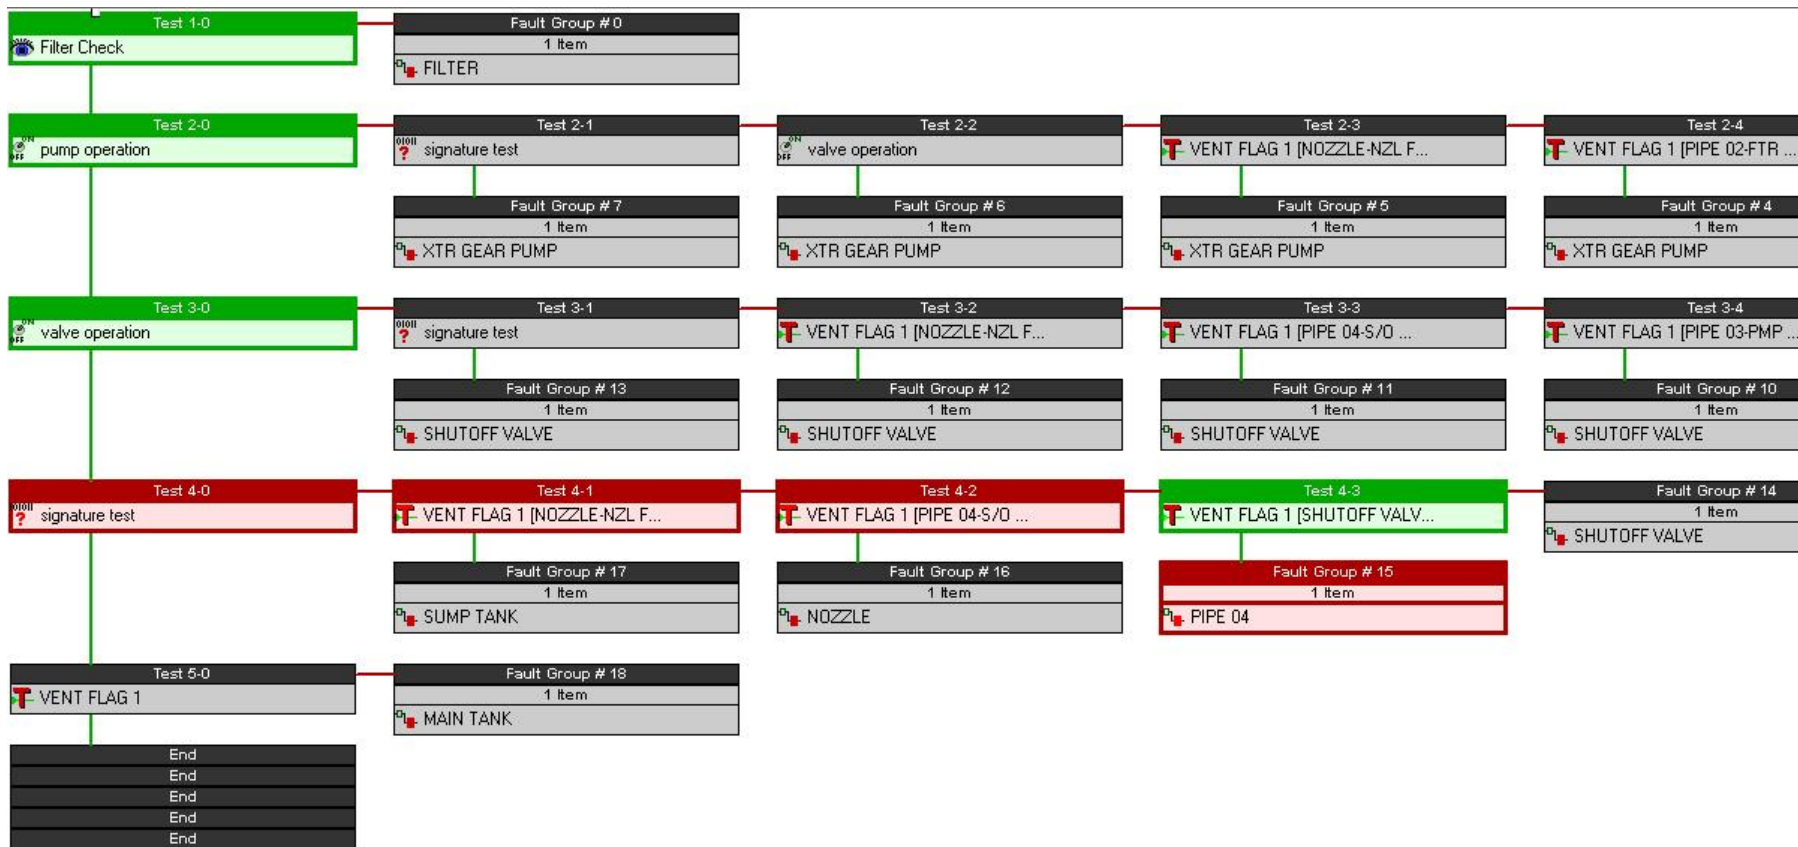 Test 1-0
Filter Check
Fault Group # 0
1 Item
FILTER
Test 2-0
pump operation
Test 2-1
signature test
Test 2-2
valve operation
Test 2-3
VENT FLAG 1 [NOZZLE-NZL F...
Test 2-4
VENT FLAG 1 [PIPE 02-FTR ...
Fault Group # 7
1 Item
XTR GEAR PUMP
Fault Group # 6
1 Item
XTR GEAR PUMP
Fault Group # 5
1 Item
XTR GEAR PUMP
Fault Group # 4
1 Item
XTR GEAR PUMP
Test 3-0
valve operation
Test 3-1
signature test
Test 3-2
VENT FLAG 1 [NOZZLE-NZL F...
Test 3-3
VENT FLAG 1 [PIPE 04-S/O ...
Test 3-4
VENT FLAG 1 [PIPE 03-PMP ...
Fault Group # 13
1 Item
SHUTOFF VALVE
Fault Group # 12
1 Item
SHUTOFF VALVE
Fault Group # 11
1 Item
SHUTOFF VALVE
Fault Group # 10
1 Item
SHUTOFF VALVE
Test 4-0
signature test
Test 4-1
VENT FLAG 1 [NOZZLE-NZL F...
Test 4-2
VENT FLAG 1 [PIPE 04-S/O ...
Test 4-3
VENT FLAG 1 [SHUTOFF VALV...
Fault Group # 14
1 Item
SHUTOFF VALVE
Fault Group # 17
1 Item
SUMP TANK
Fault Group # 16
1 Item
NOZZLE
Fault Group # 15
1 Item
PIPE 04
Test 5-0
VENT FLAG 1
Fault Group # 18
1 Item
MAIN TANK
End
End
End
End
End